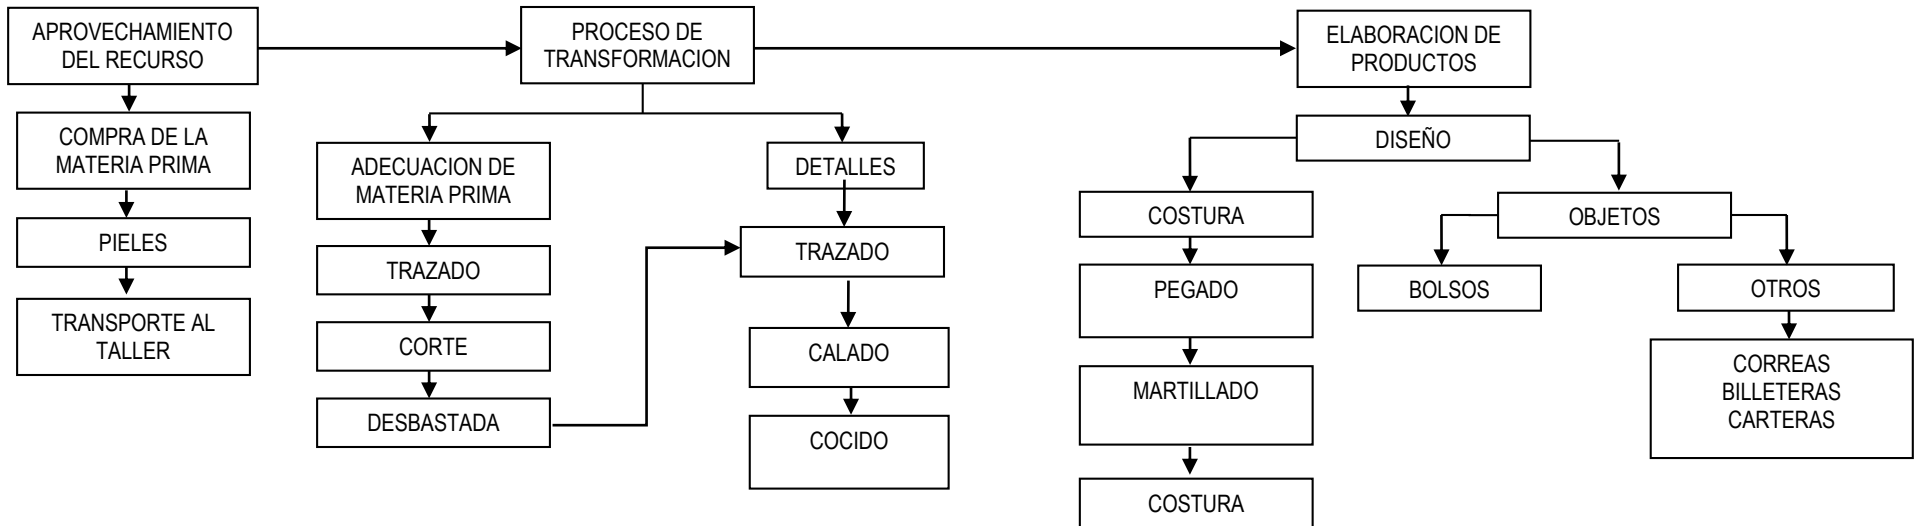 APROVECHAMIENTO
DEL RECURSO
PROCESO DE
TRANSFORMACION
ELABORACION DE
PRODUCTOS
COMPRA DE LA
MATERIA PRIMA
PIELES
TRANSPORTE AL
TALLER
ADECUACION DE
MATERIA PRIMA
TRAZADO
CORTE
DESBASTADA
DETALLES
TRAZADO
CALADO
COCIDO
DISEÑO
COSTURA
PEGADO
MARTILLADO
COSTURA
OBJETOS
BOLSOS
OTROS
CORREAS
BILLETERAS
CARTERAS